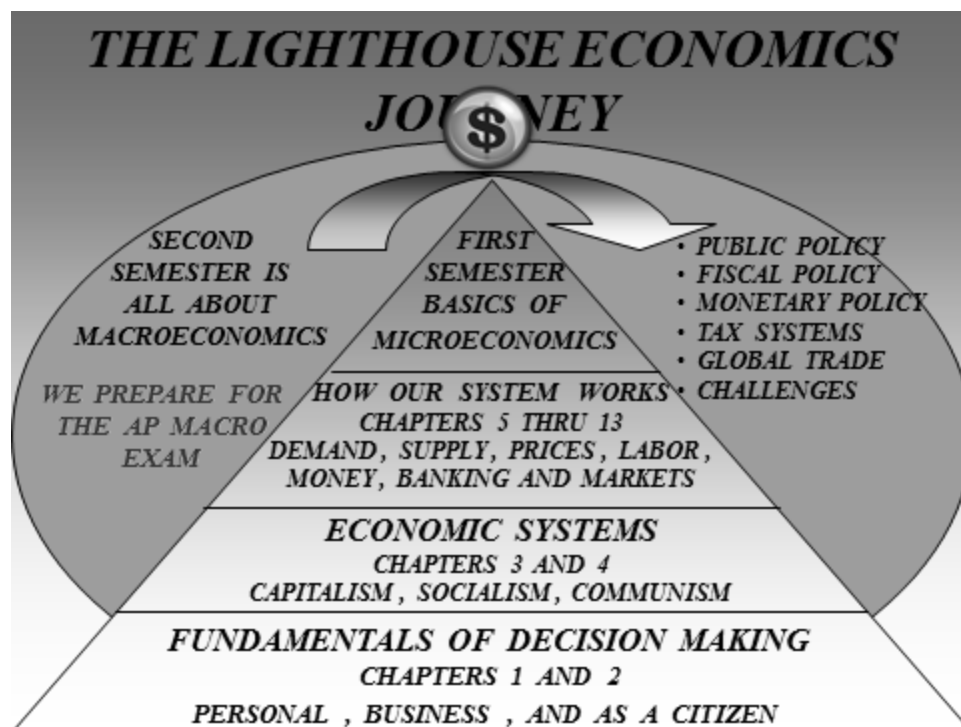 THE LIGHTHOUSE ECONOMICS
JOURNEY
$
SECOND
SEMESTER IS
ALL ABOUT
MACROECONOMICS
WE PREPARE FOR
THE AP MACRO
EXAM
FIRST
SEMESTER
BASICS OF
MICROECONOMICS
• PUBLIC POLICY
• FISCAL POLICY
• MONETARY POLICY
• TAX SYSTEMS
• GLOBAL TRADE
• CHALLENGES
HOW OUR SYSTEM WORKS
CHAPTERS 5 THRU 13
DEMAND, SUPPLY, PRICES, LABOR,
MONEY, BANKING AND MARKETS
ECONOMIC SYSTEMS
CHAPTERS 3 AND 4
CAPITALISM, SOCIALISM, COMMUNISM
FUNDAMENTALS OF DECISION MAKING
CHAPTERS 1 AND 2
PERSONAL, BUSINESS, AND AS A CITIZEN